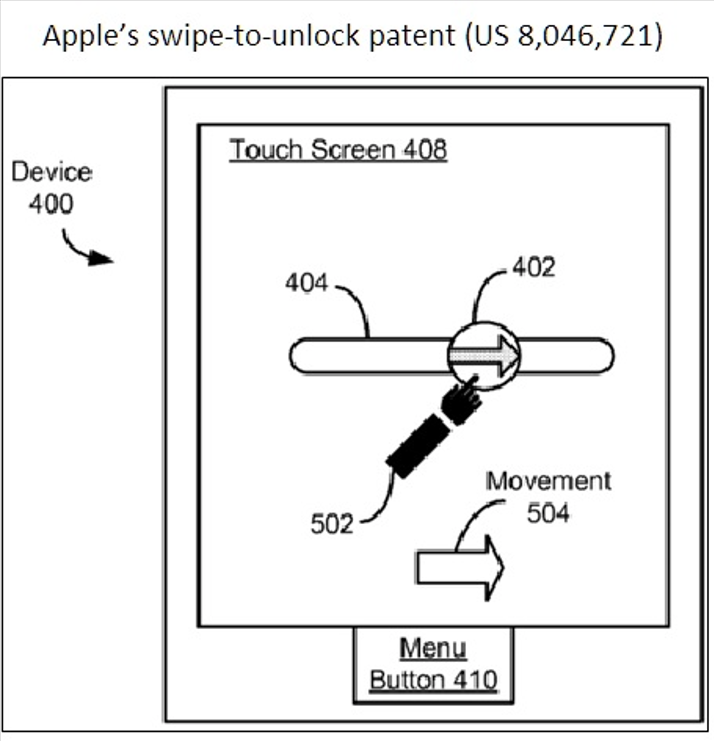 Apple’s swipe-to-unlock patent (US 8,046,721)
Touch Screen 408
Device
400
402
404
Movement
504
502
Menu
Button 410